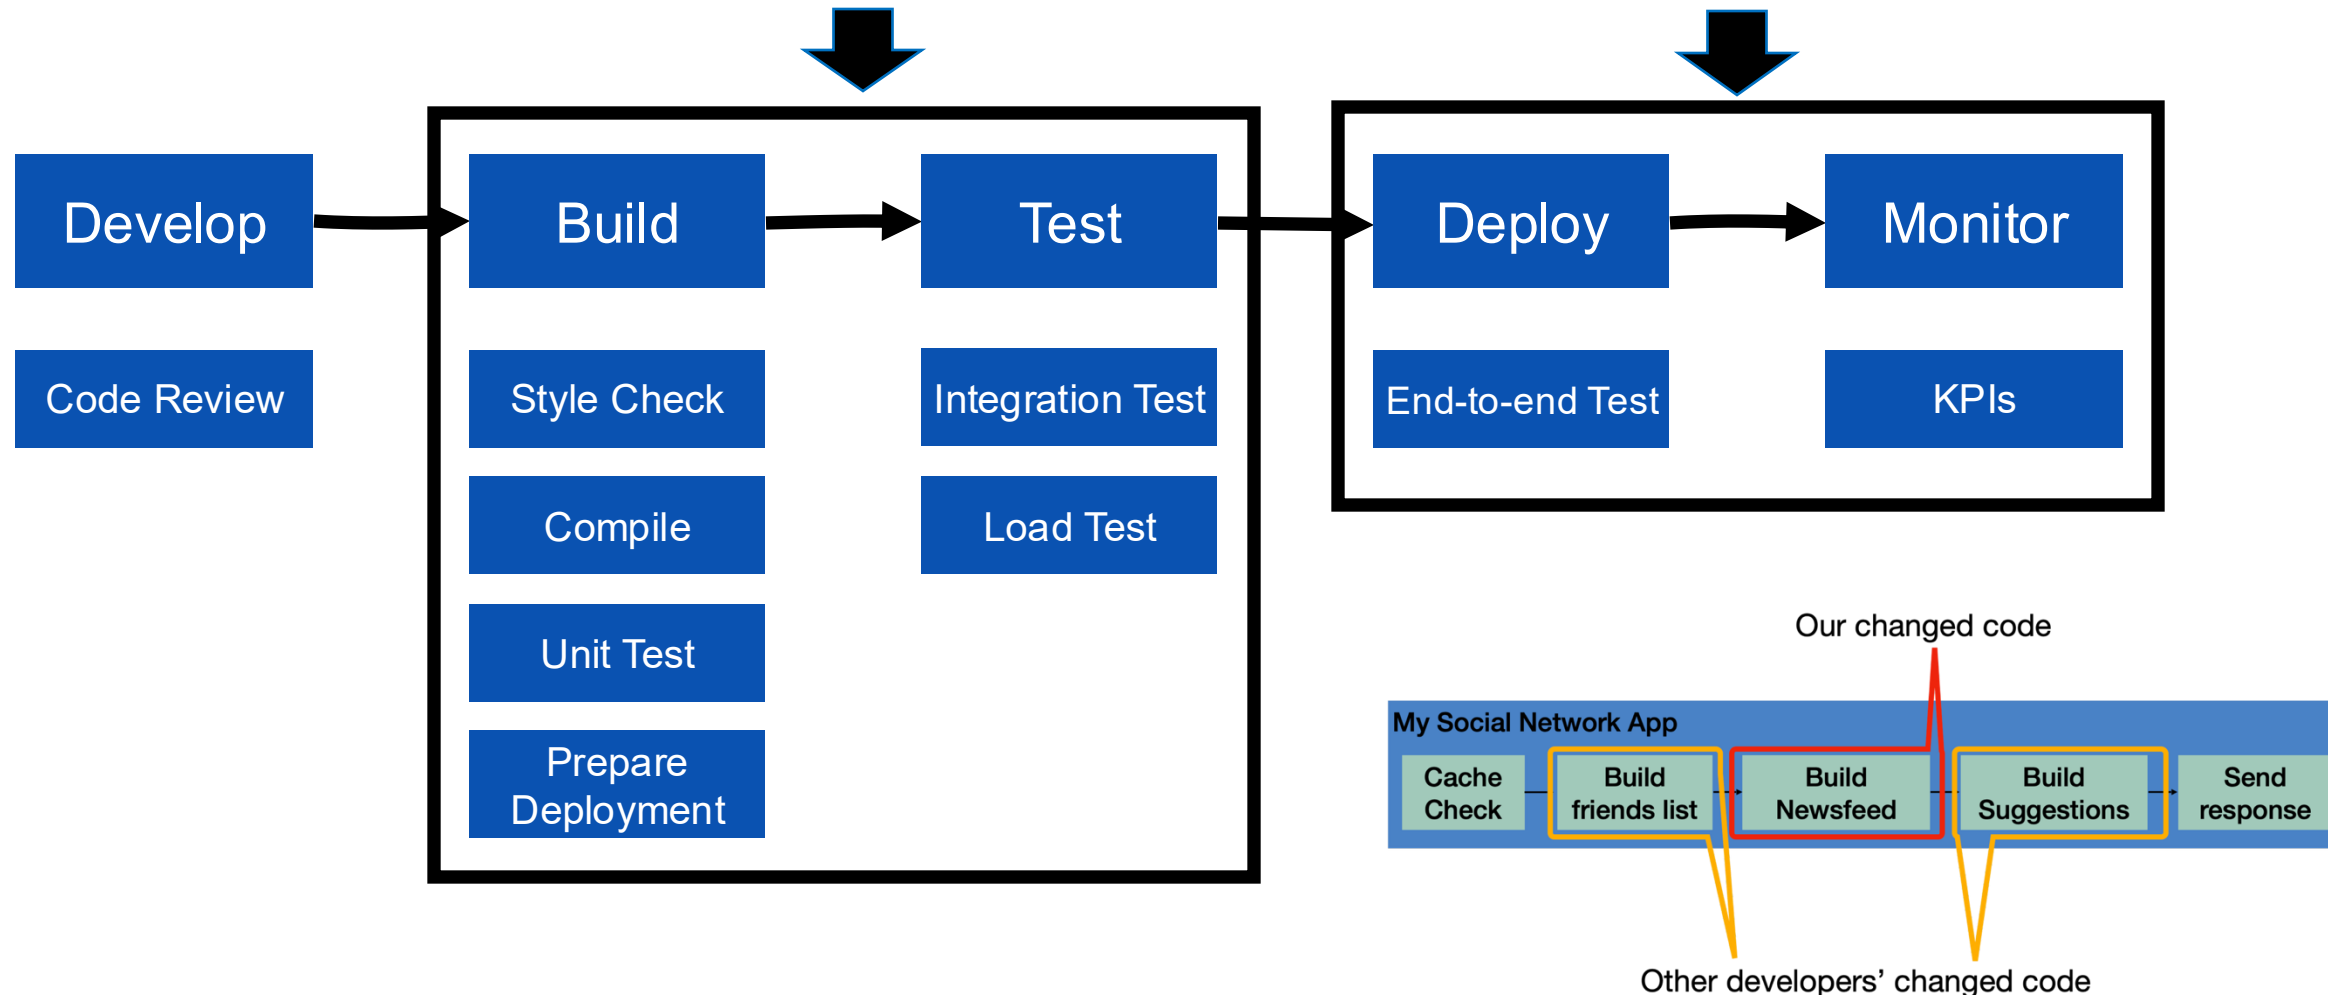 Develop
Build
Test
Deploy
Monitor
Code Review
Style Check
Integration Test
End-to-end Test
KPIs
Compile
Load Test
Unit Test
Prepare
Deployment
Our changed code
My Social Network App
Cache
Check
Build
friends list
Build
Newsfeed
Build
Suggestions
Send
response
Other developers’ changed code